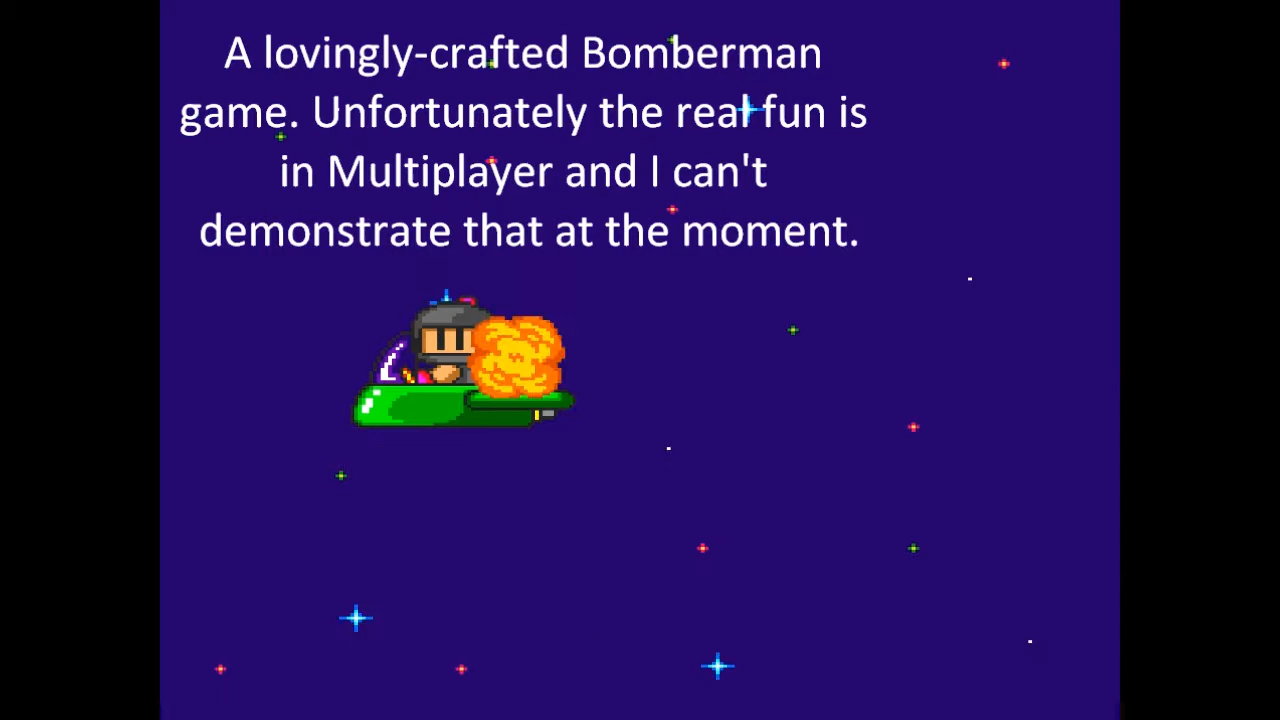 A lovingly-crafted Bomberman
game. Unfortunately the real fun is
in Multiplayer and I can't
demonstrate that at the moment.